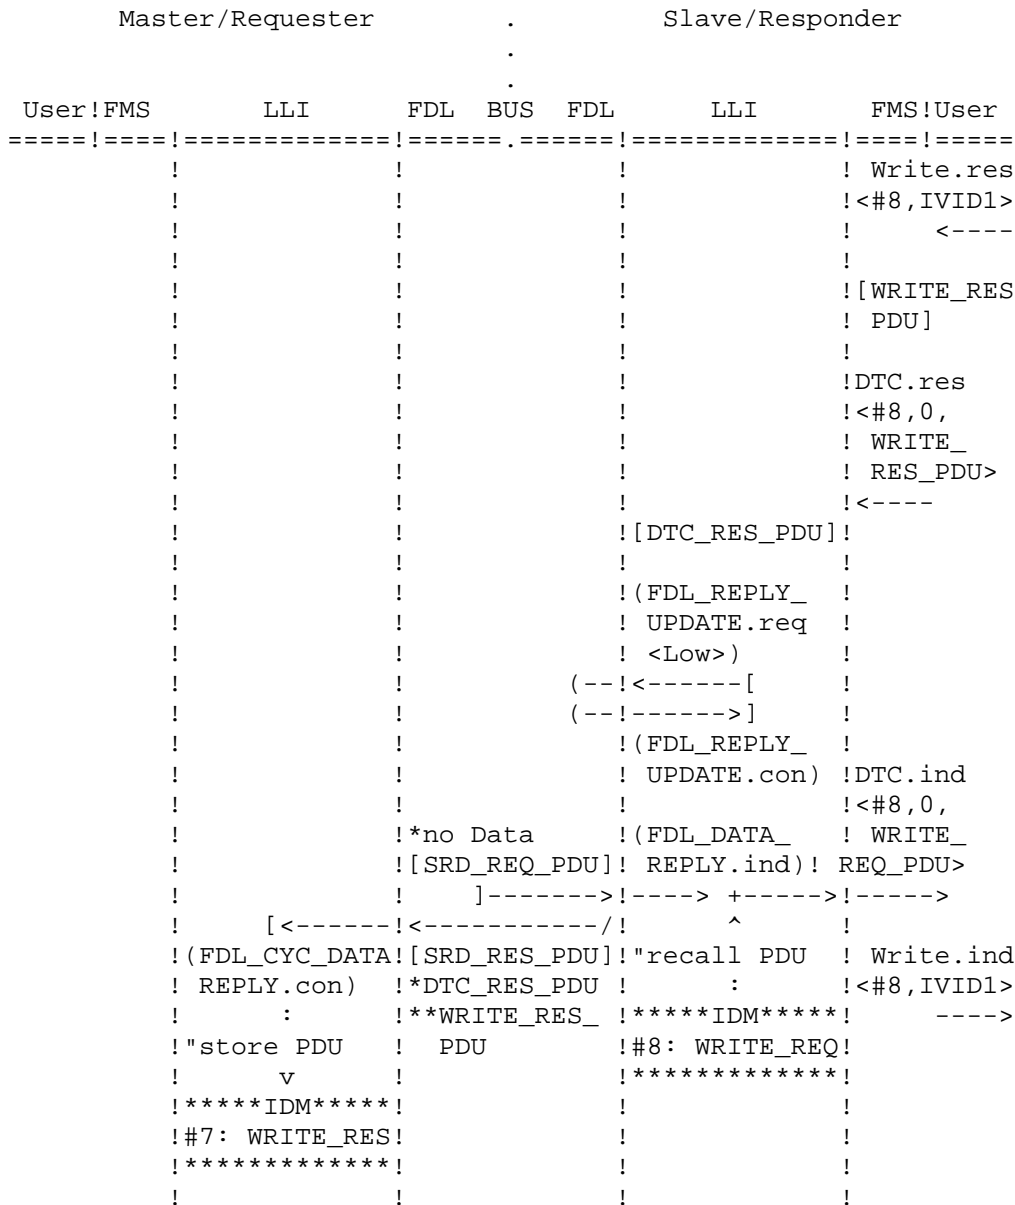 Master/Requester         .          Slave/Responder
                                .
                                .
 User!FMS       LLI      FDL  BUS  FDL      LLI       FMS!User
=====!====!=============!======.======!=============!====!=====
          !             !             !             ! Write.res
          !             !             !             !<#8,IVID1>
          !             !             !             !     <----
          !             !             !             !
          !             !             !             ![WRITE_RES
          !             !             !             ! PDU]
          !             !             !             !
          !             !             !             !DTC.res
          !             !             !             !<#8,0,
          !             !             !             ! WRITE_
          !             !             !             ! RES_PDU>
          !             !             !             !<----
          !             !             ![DTC_RES_PDU]!
          !             !             !             !
          !             !             !(FDL_REPLY_  !
          !             !             ! UPDATE.req  !
          !             !             ! <Low>)      !
          !             !          (--!<------[     !
          !             !          (--!------>]     !
          !             !             !(FDL_REPLY_  !
          !             !             ! UPDATE.con) !DTC.ind
          !             !             !             !<#8,0,
          !             !*no Data     !(FDL_DATA_   ! WRITE_
          !             ![SRD_REQ_PDU]! REPLY.ind)! REQ_PDU>
          !             !    ]------->!----> +----->!----->
          !     [<------!<-----------/!      ^      !
          !(FDL_CYC_DATA![SRD_RES_PDU]!"recall PDU  ! Write.ind
          ! REPLY.con)  !*DTC_RES_PDU !      :      !<#8,IVID1>
          !      :      !**WRITE_RES_ !*****IDM*****!     ---->
          !"store PDU   !  PDU        !#8: WRITE_REQ!
          !      v      !             !*************!
          !*****IDM*****!             !             !
          !#7: WRITE_RES!             !             !
          !*************!             !             !
          !             !             !             !